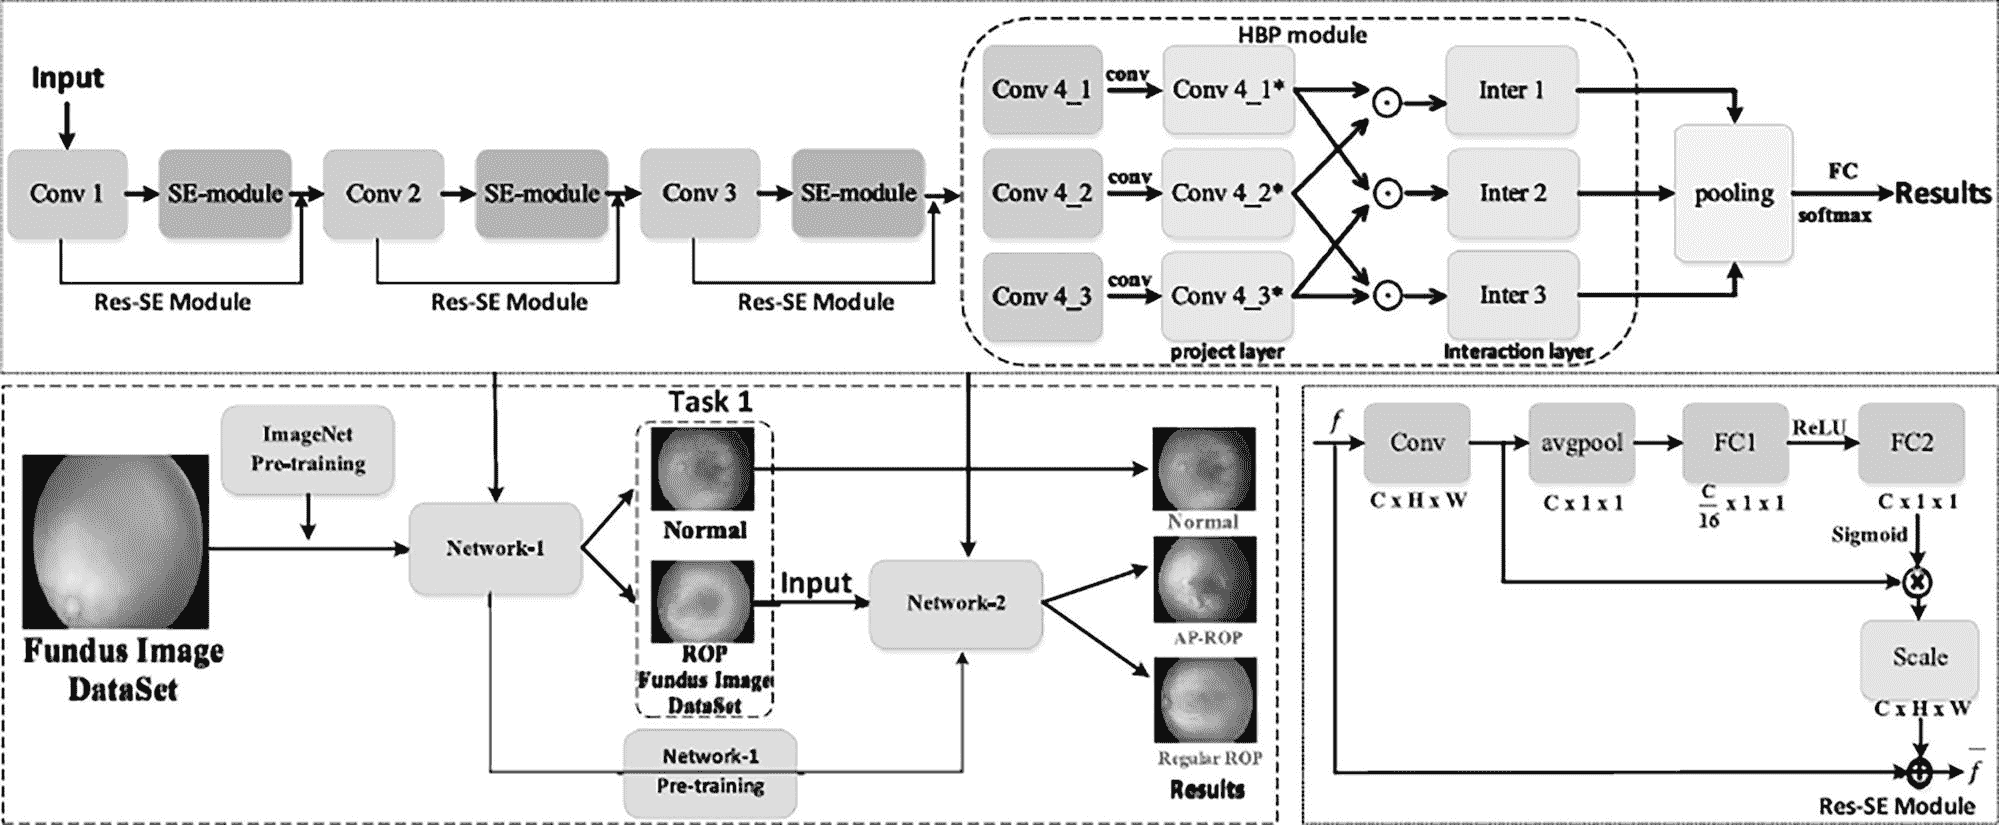 HBP module
Input
Conv 1
SE-module
Conv 2
SE-module
Conv 3
SE-module
Res-SE Module
Res-SE Module
Res-SE Module
Conv 4_1
conv
Conv 4_1*
Inter 1
Conv 4_2
conv
Conv 4_2*
Inter 2
Conv 4_3
conv
Conv 4_3*
Inter 3
project layer
Interaction layer
pooling
FC
softmax
Results
Fundus Image
DataSet
ImageNet
Pre-training
Network-1
Task 1
Normal
ROP
Fundus Image
DataSet
Input
Network-2
Network-1
Pre-training
Normal
AP-ROP
Regular ROP
Results
f
Conv
C x H x W
avgpool
C x 1 x 1
FC1
C/16 x 1 x 1
ReLU
FC2
C x 1 x 1
Sigmoid
Scale
C x H x W
f̅
Res-SE Module